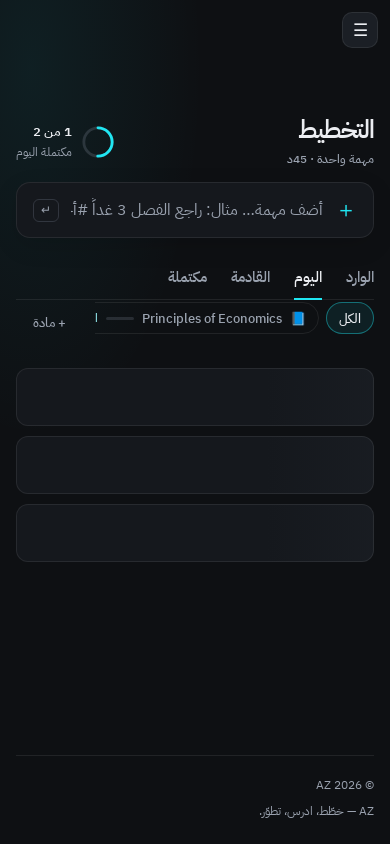 ☰
التخطيط
مهمة واحدة · 45د
1 من 2
مكتملة اليوم
+ أضف مهمة... مثال: راجع الفصل 3 غداً #أ ↵
الوارد اليوم القادمة مكتملة
الكل 📘 Principles of Economics
+ مادة
© 2026 AZ
AZ — خطّط، ادرس، تطوّر.